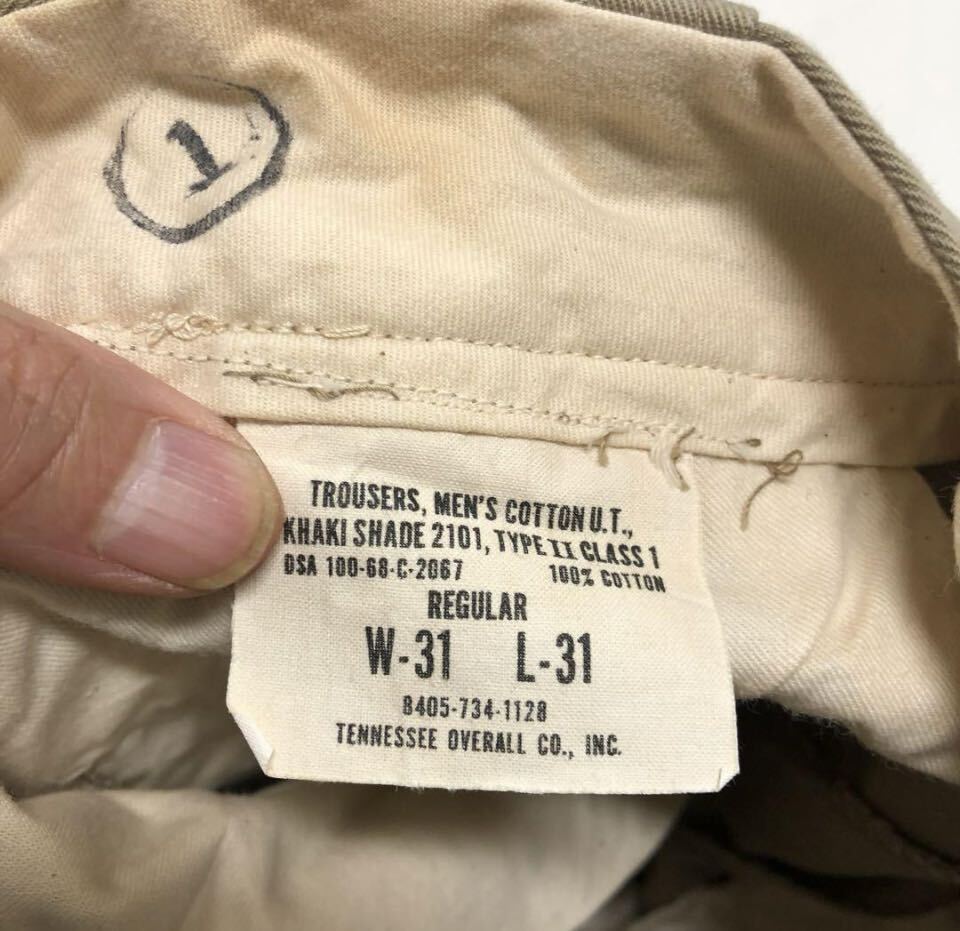 1
TROUSERS, MEN'S COTTON U.T.,
KHAKI SHADE 2101, TYPE II CLASS 1
DSA 100-68-C-2067 100% COTTON
REGULAR
W-31 L-31
8405-734-1128
TENNESSEE OVERALL CO., INC.